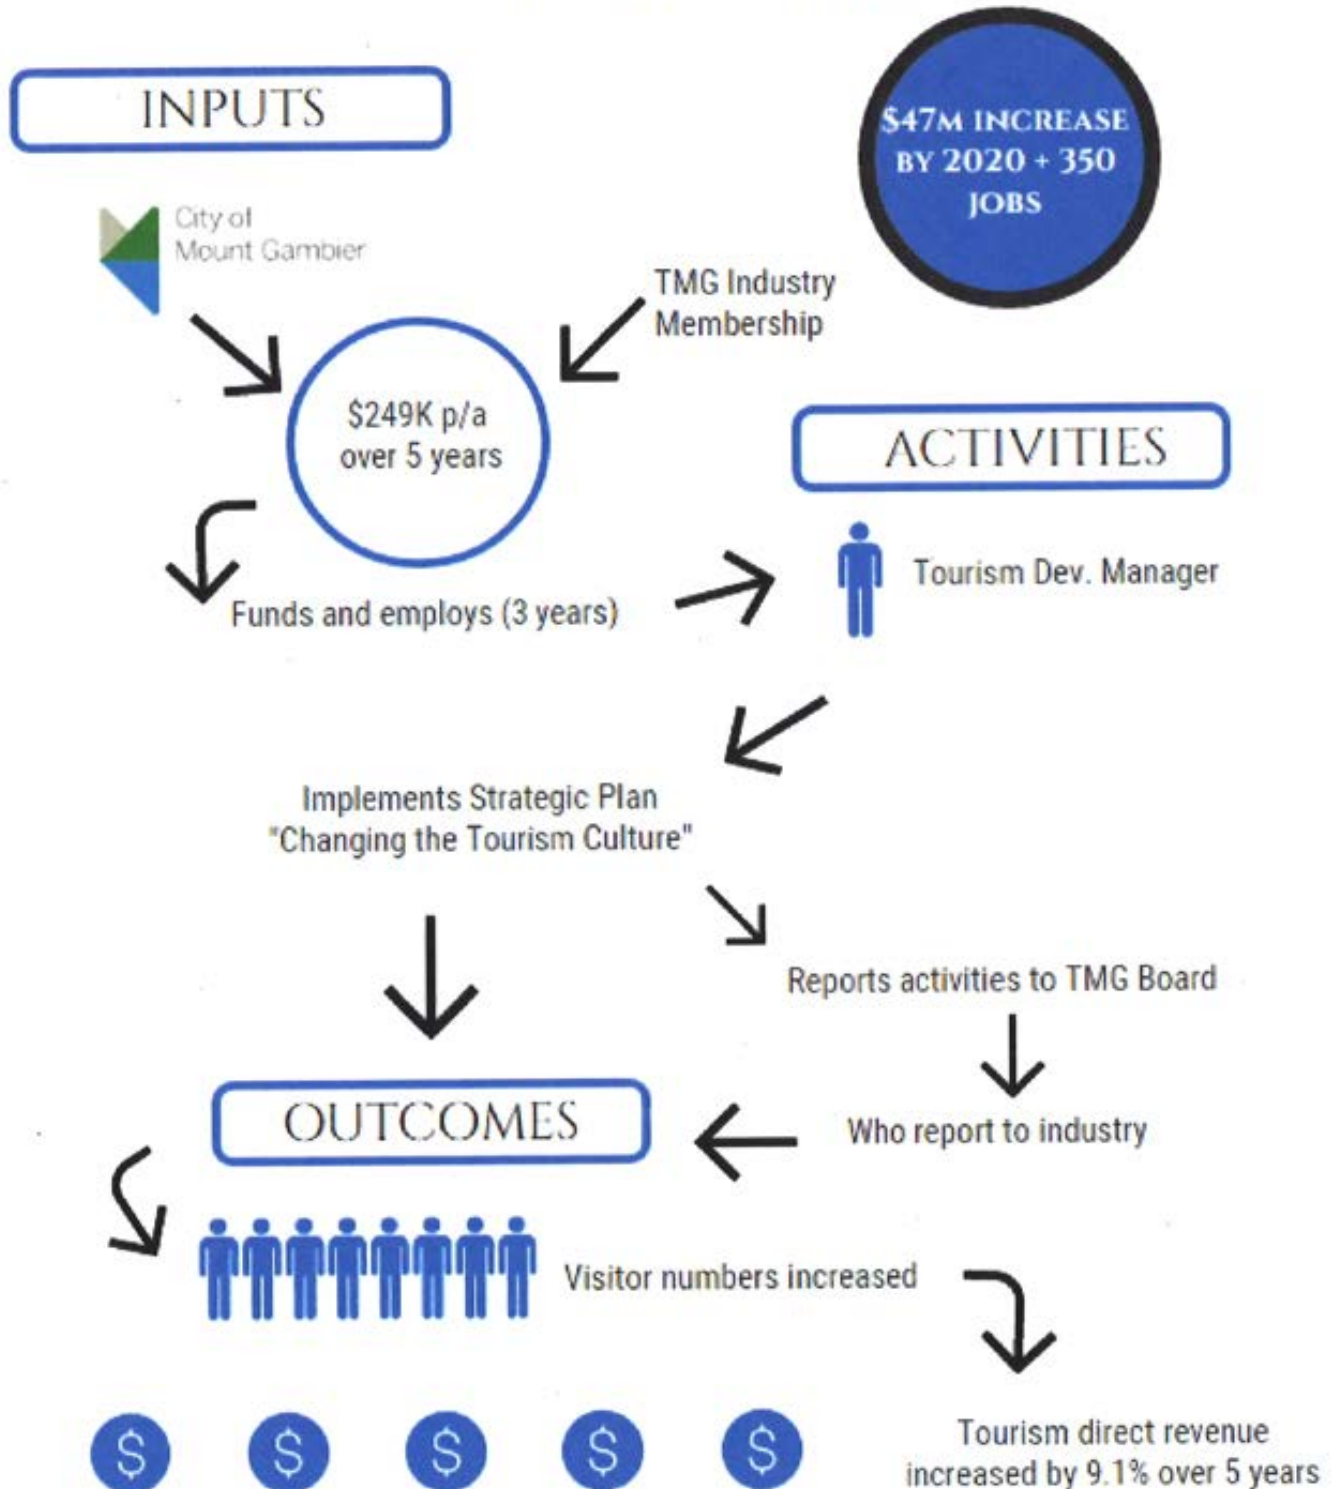 INPUTS
$47M INCREASE
BY 2020 + 350
JOBS
City of
Mount Gambier
TMG Industry
Membership
$249K p/a
over 5 years
ACTIVITIES
Tourism Dev. Manager
Funds and employs (3 years)
Implements Strategic Plan
"Changing the Tourism Culture"
Reports activities to TMG Board
Who report to industry
OUTCOMES
Visitor numbers increased
$ $ $ $ $
Tourism direct revenue
increased by 9.1% over 5 years